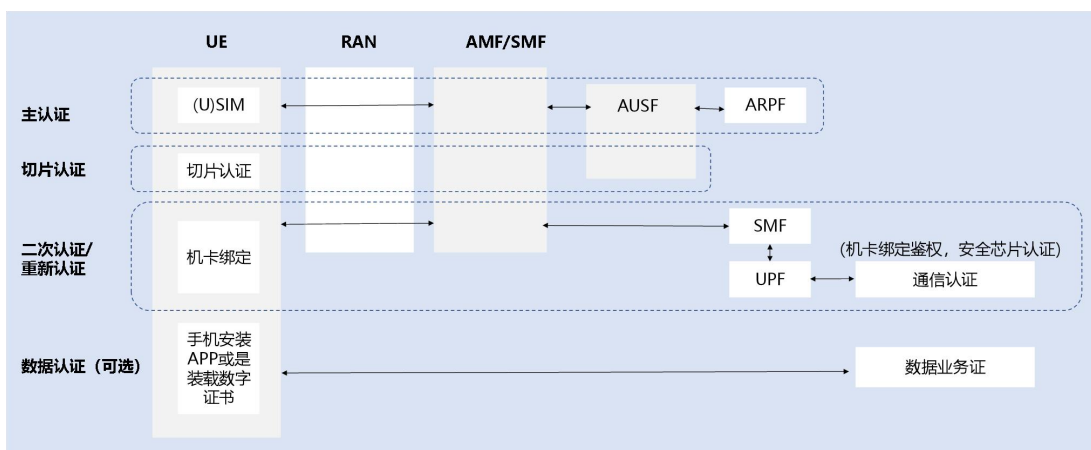 UE
RAN
AMF/SMF
主认证
(U)SIM
AUSF
ARPF
切片认证
切片认证
二次认证/
重新认证
机卡绑定
SMF
(机卡绑定鉴权，安全芯片认证)
UPF
通信认证
数据认证（可选）
手机安装
APP或是
装载数字
证书
数据业务证